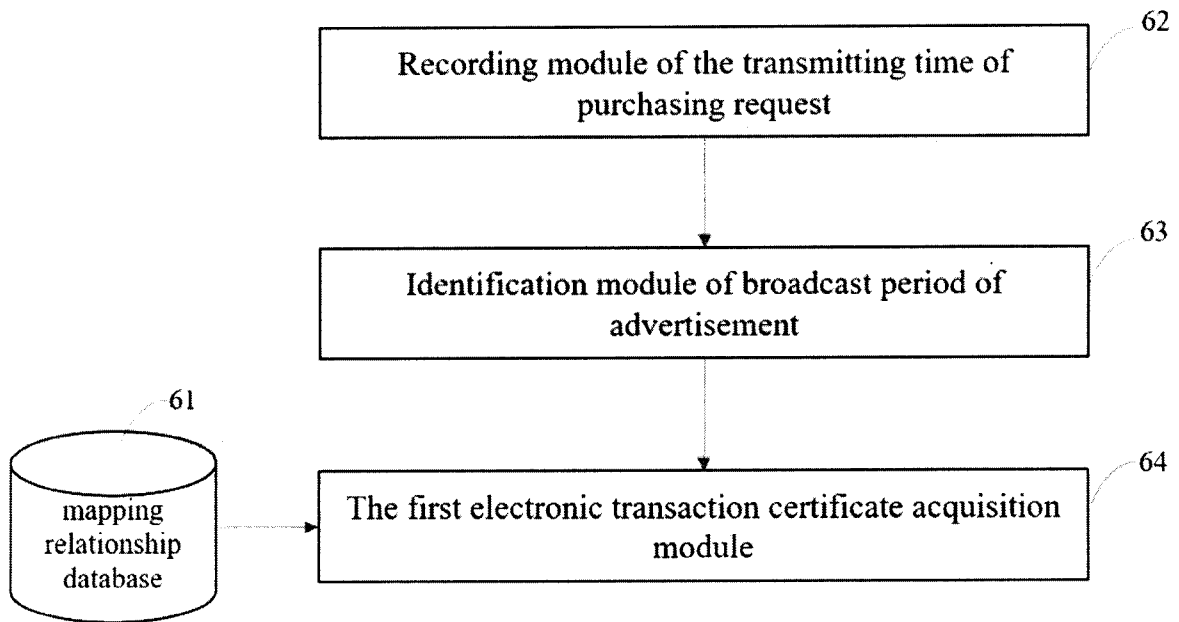 62
Recording module of the transmitting time of
purchasing request
63
Identification module of broadcast period of
advertisement
61
mapping
relationship
database
64
The first electronic transaction certificate acquisition
module